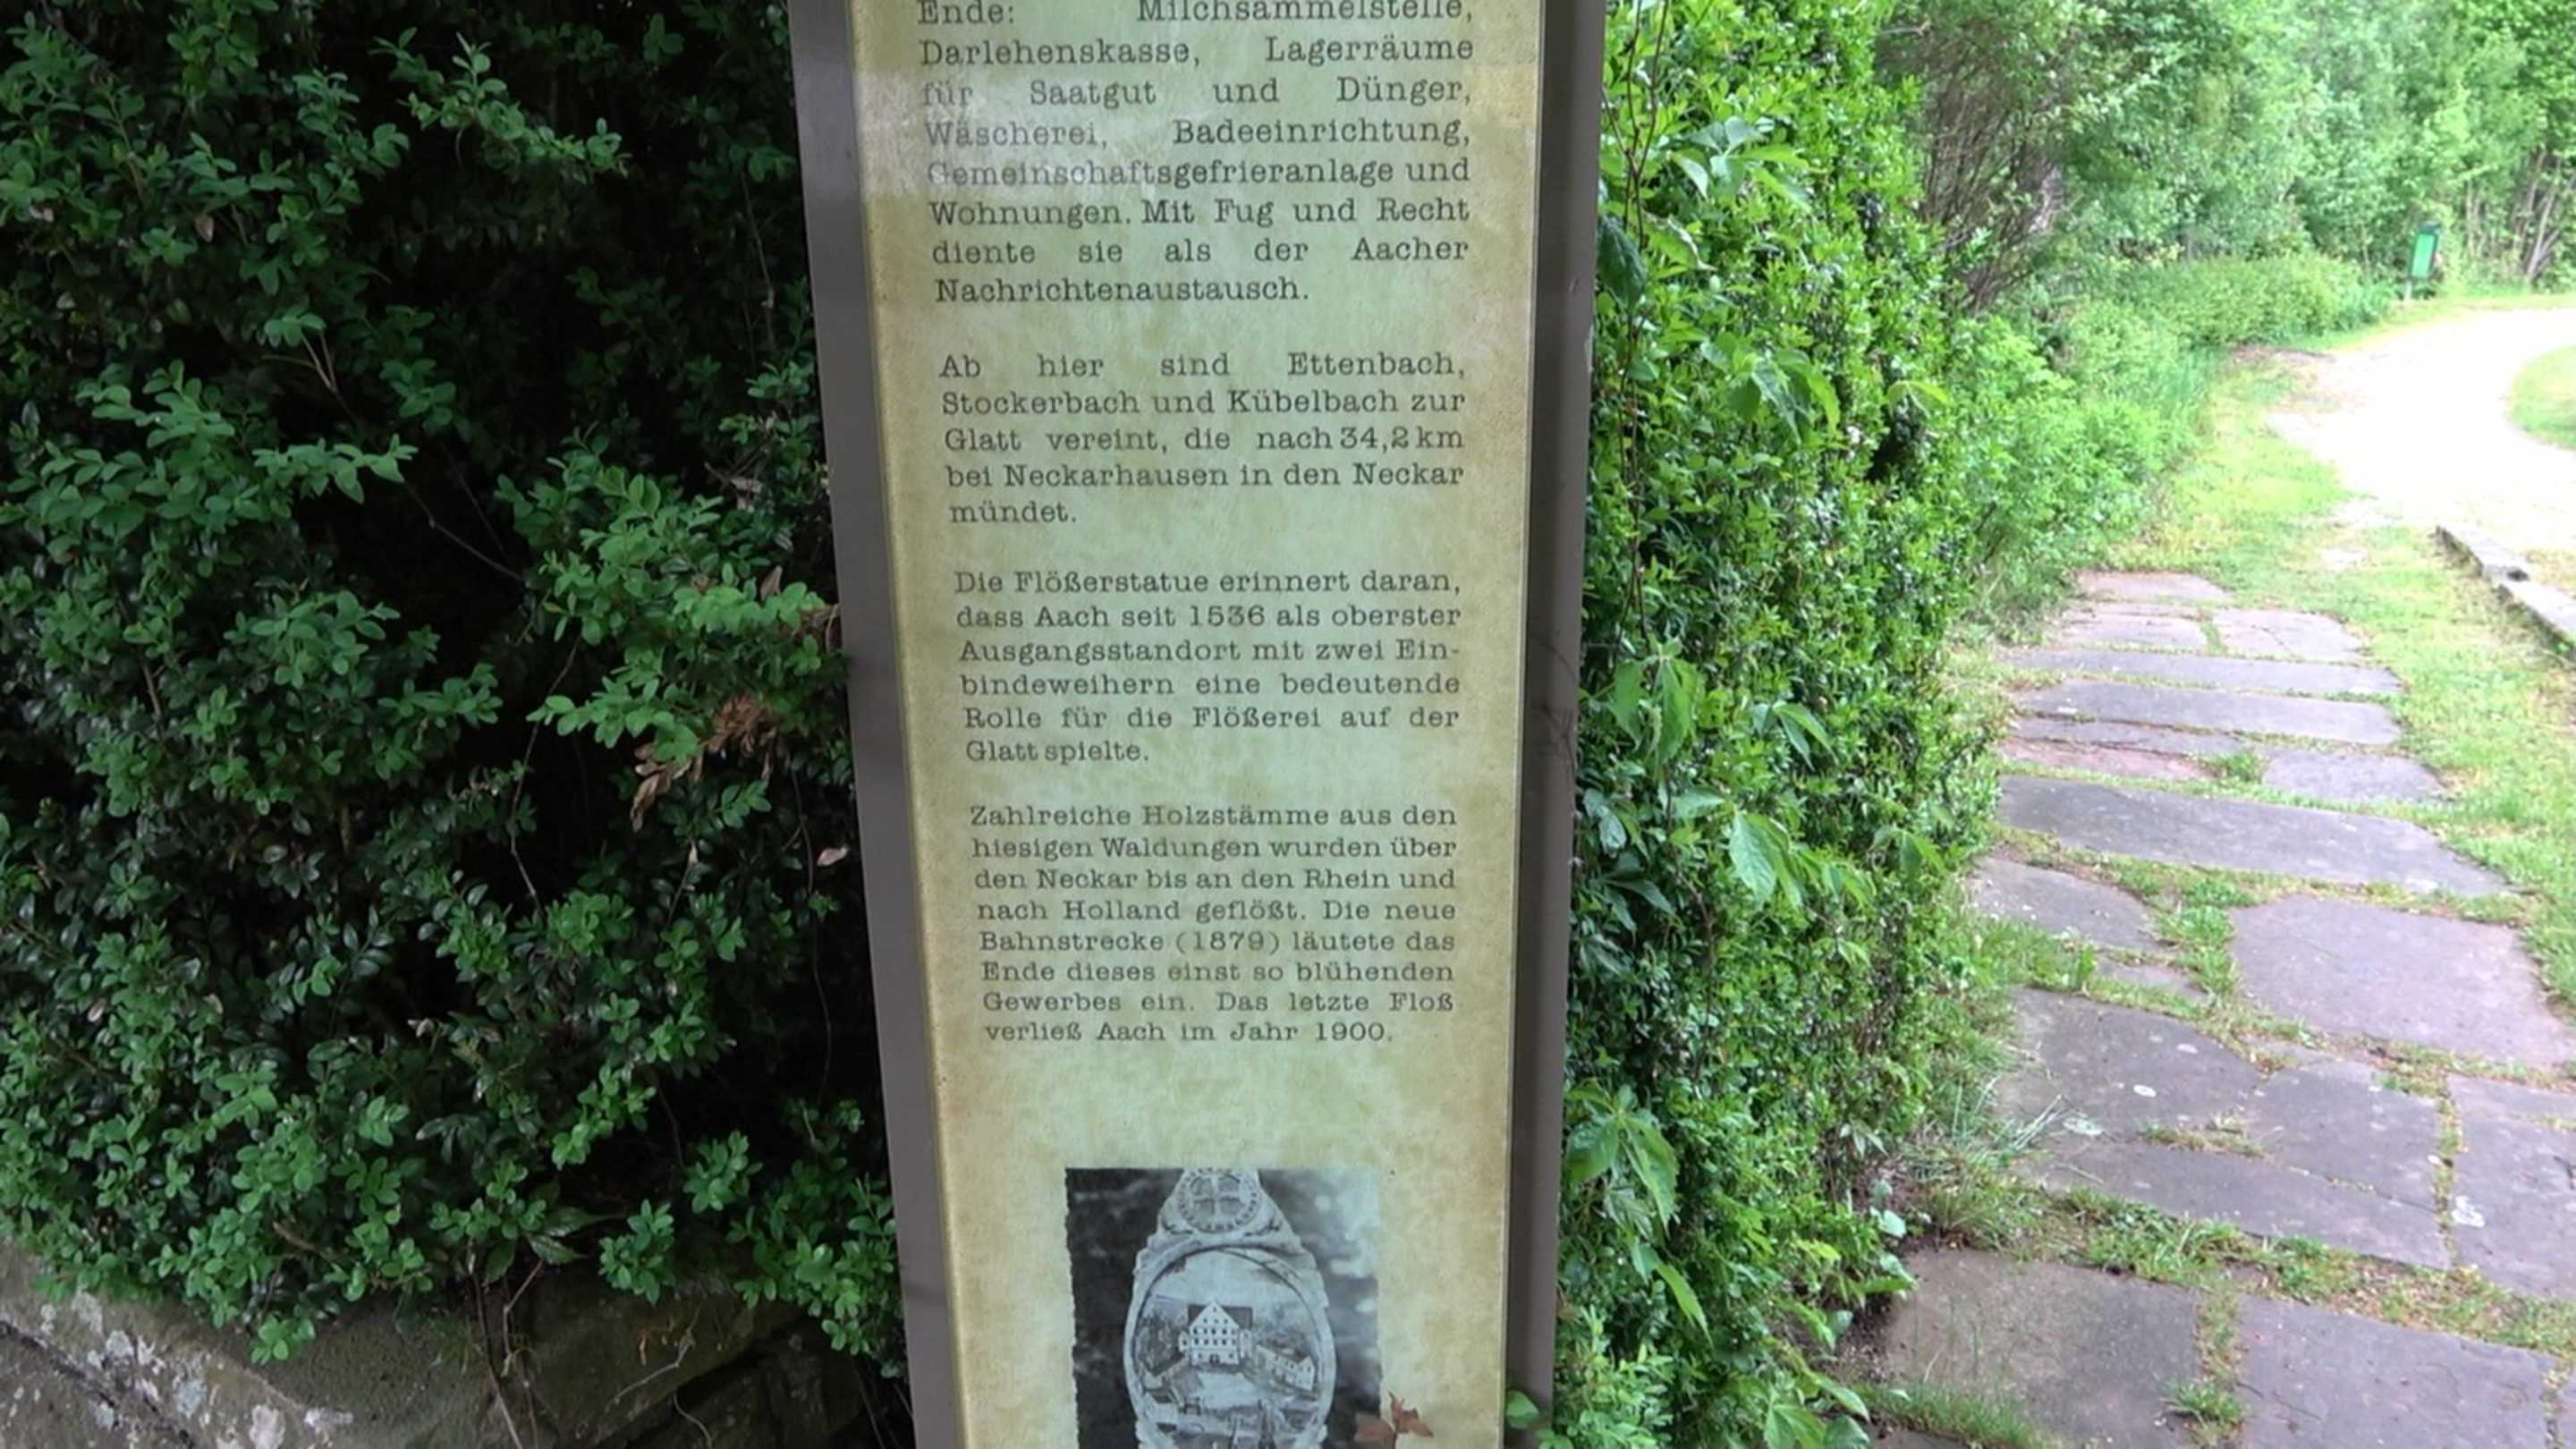 Ende: Milchsammelstelle,
Darlehenskasse, Lagerräume
für Saatgut und Dünger,
Wäscherei, Badeeinrichtung,
Gemeinschaftsgefrieranlage und
Wohnungen. Mit Fug und Recht
diente sie als der Aacher
Nachrichtenaustausch.
Ab hier sind Ettenbach,
Stockerbach und Kübelbach zur
Glatt vereint, die nach 34,2 km
bei Neckarhausen in den Neckar
mündet.
Die Flößerstatue erinnert daran,
dass Aach seit 1536 als oberster
Ausgangsstandort mit zwei Ein-
bindeweihern eine bedeutende
Rolle für die Flößerei auf der
Glatt spielte.
Zahlreiche Holzstämme aus den
hiesigen Waldungen wurden über
den Neckar bis an den Rhein und
nach Holland geflößt. Die neue
Bahnstrecke (1879) läutete das
Ende dieses einst so blühenden
Gewerbes ein. Das letzte Floß
verließ Aach im Jahr 1900.